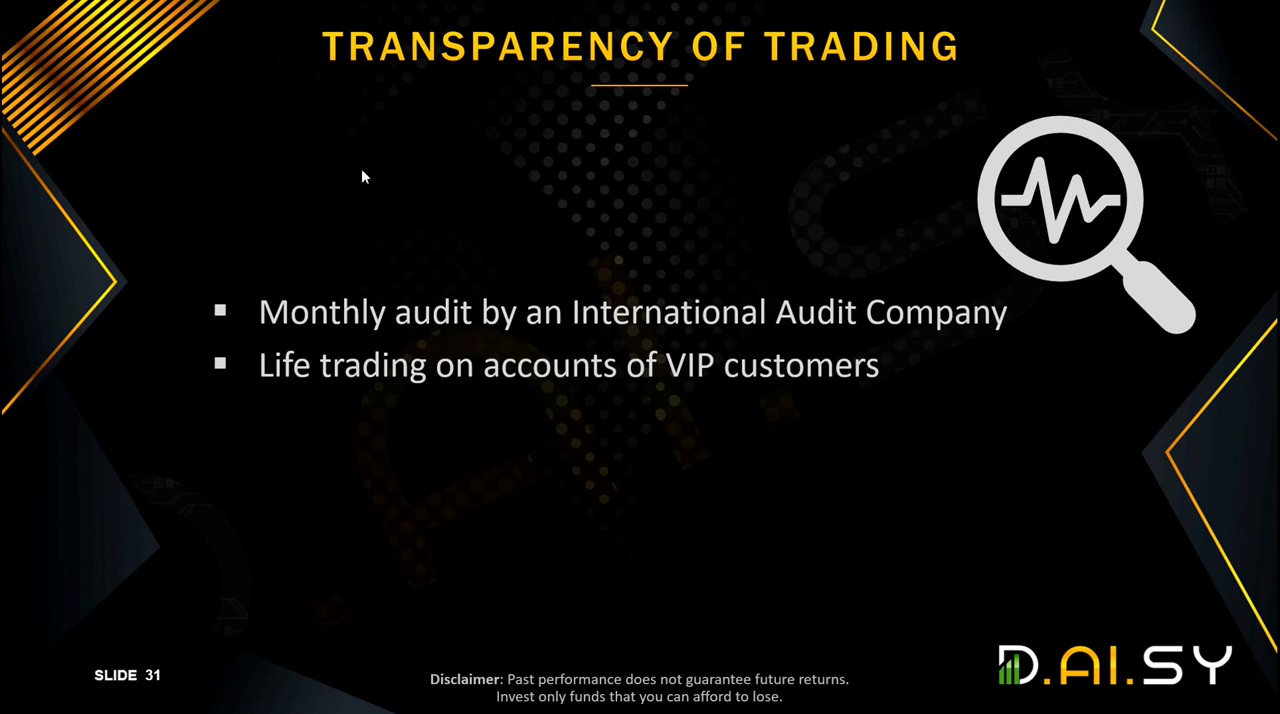 TRANSPARENCY OF TRADING
▪ Monthly audit by an International Audit Company
▪ Life trading on accounts of VIP customers
SLIDE 31
Disclaimer: Past performance does not guarantee future returns.
Invest only funds that you can afford to lose.
D.AI.SY